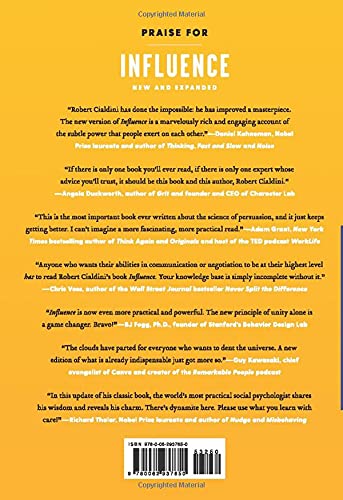 PRAISE FOR
INFLUENCE
NEW AND EXPANDED
“Robert Cialdini has done the impossible: he has improved a masterpiece.
The new version of Influence is a marvelously rich and engaging account of
the subtle power that people exert on each other.”—Daniel Kahneman, Nobel
Prize laureate and author of Thinking, Fast and Slow and Noise
“If there is only one book you’ll ever read, if there is only one expert whose
advice you’ll trust, it should be this book and this author, Robert Cialdini.”
—Angela Duckworth, author of Grit and founder and CEO of Character Lab
“This is the most important book ever written about the science of persuasion, and it just keeps
getting better. I can’t imagine a more fascinating, more practical read.”—Adam Grant, New York
Times bestselling author of Think Again and Originals and host of the TED podcast WorkLife
“Anyone who wants their abilities in communication or negotiation to be at their highest level
has to read Robert Cialdini’s book Influence. Your knowledge base is simply incomplete without it.”
—Chris Voss, author of the Wall Street Journal bestseller Never Split the Difference
“Influence is now even more practical and powerful. The new principle of unity alone is
a game changer. Bravo!”—BJ Fogg, Ph.D., founder of Stanford’s Behavior Design Lab
“The clouds have parted for everyone who wants to dent the universe. A new
edition of what is already indispensable just got more so.”—Guy Kawasaki, chief
evangelist of Canva and creator of the Remarkable People podcast
“In this update of his classic book, the world’s most practical social psychologist
shares his wisdom and reveals his charm. There’s dynamite here. Please use what you learn with
care!”—Richard Thaler, Nobel Prize laureate and author of Nudge and Misbehaving
ISBN 978-0-06-293765-0
53260
9 780062 937650